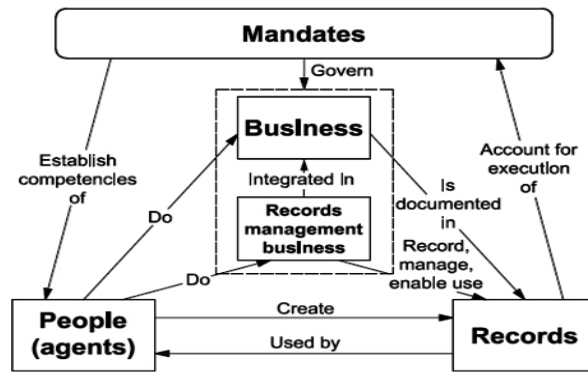 Mandates
Govern
Business
Establish
competencies
of
Account for
execution
of
Do
Integrated In
Is
documented
in
Records
management
business
Do
Record,
manage,
enable use
People
(agents)
Create
Used by
Records